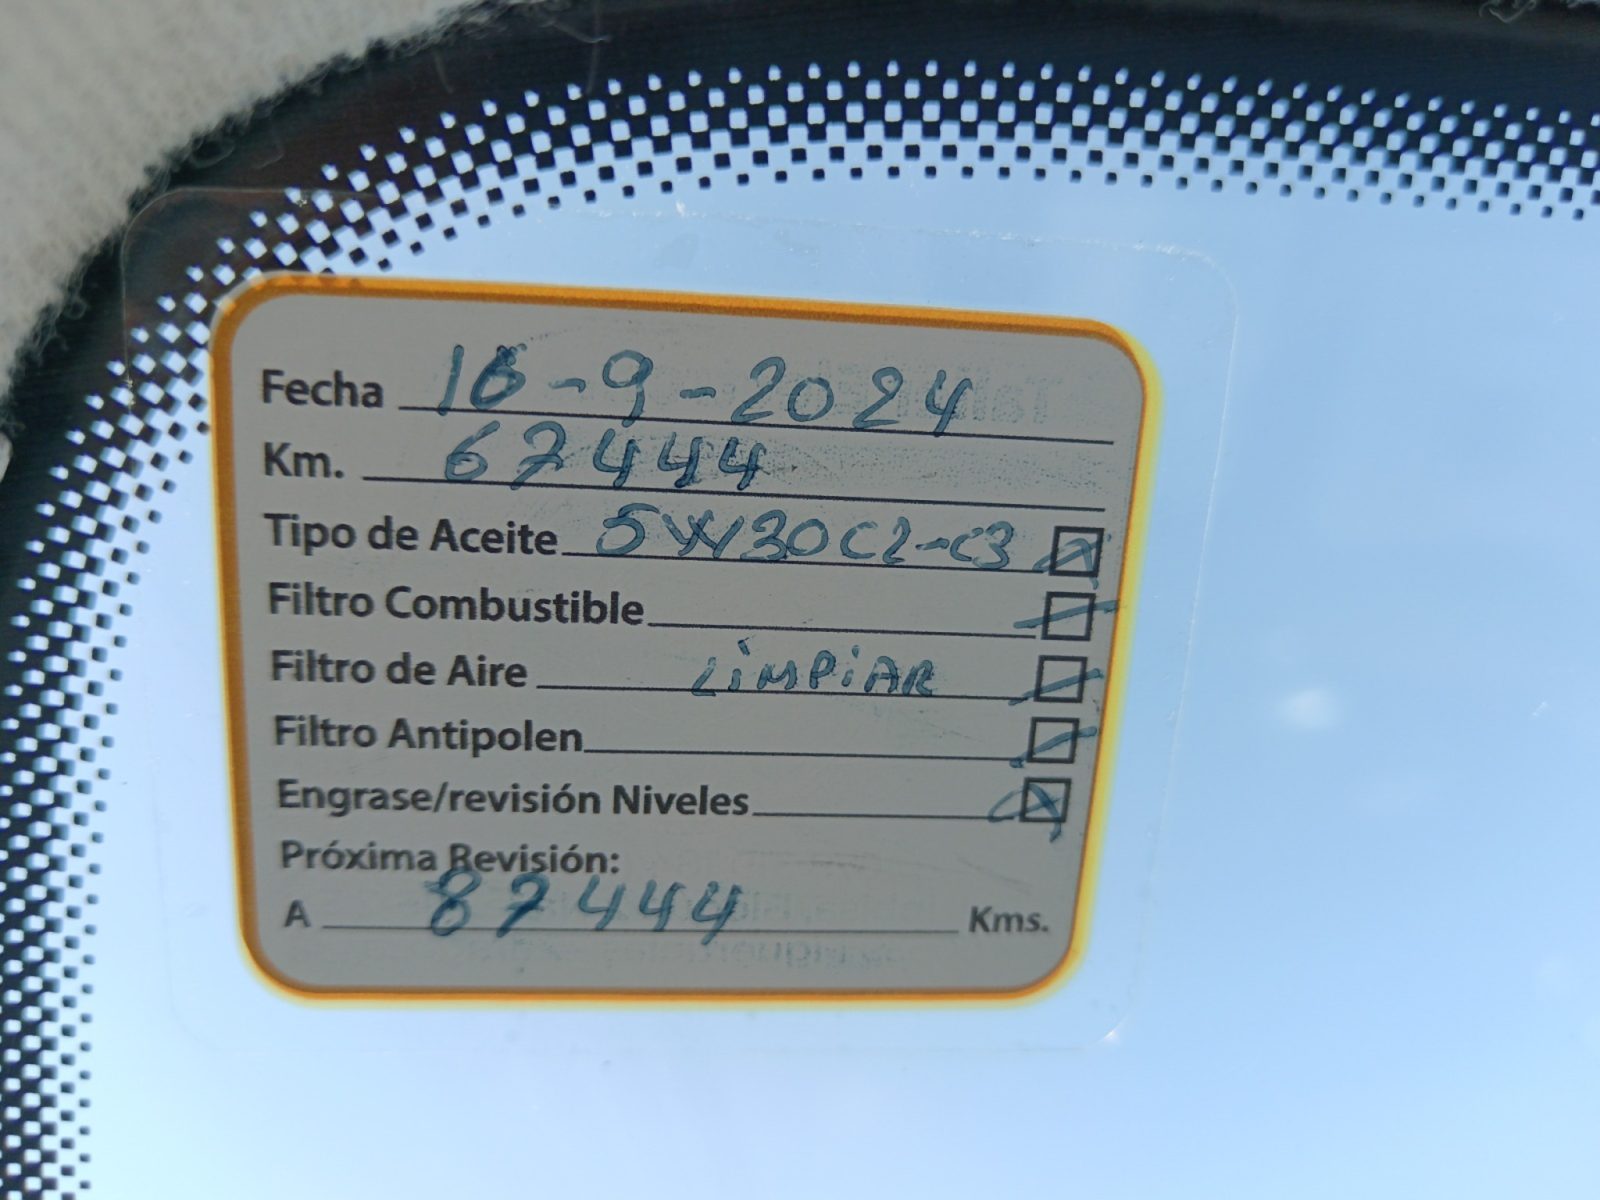 Fecha 16-9-2024
Km. 67444
Tipo de Aceite 5W30 C2-C3
Filtro Combustible
Filtro de Aire LIMPIAR
Filtro Antipolen
Engrase/revisión Niveles
Próxima Revisión:
A 87444 Kms.